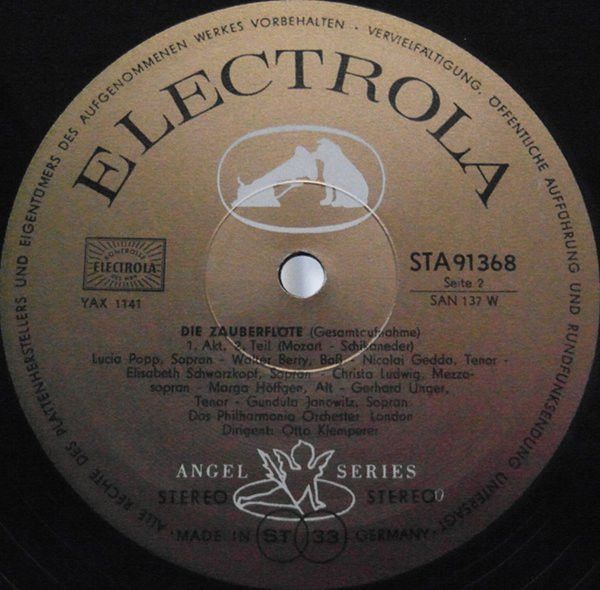 ALLE RECHTE DES PLATTENHERSTELLERS UND EIGENTÜMERS DES AUFGENOMMENEN WERKES VORBEHALTEN - VERVIELFÄLTIGUNG, ÖFFENTLICHE AUFFÜHRUNG UND RUNDFUNKSENDUNG UNTERSAGT
ELECTROLA
ELECTROLA
YAX 1141
STA 91368
Seite 2
SAN 137 W
DIE ZAUBERFLÖTE (Gesamtaufnahme)
1. Akt, 2. Teil (Mozart - Schikaneder)
Lucia Popp, Sopran - Walter Berry, Baß - Nicolai Gedda, Tenor -
Elisabeth Schwarzkopf, Sopran - Christa Ludwig, Mezzo-
sopran - Marga Höffgen, Alt - Gerhard Unger,
Tenor - Gundula Janowitz, Sopran
Das Philharmonia Orchester, London
Dirigent: Otto Klemperer
ANGEL SERIES
STEREO STEREO
MADE IN ST 33 GERMANY